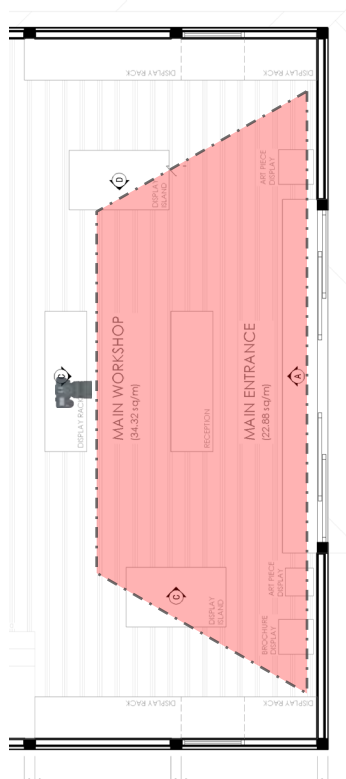 DISPLAY RACK
DISPLAY RACK
D
DISPLAY
ISLAND
ART PIECE
DISPLAY
C
DISPLAY RACK
MAIN WORKSHOP
(34.32 sq/m)
RECEPTION
MAIN ENTRANCE
(22.88 sq/m)
A
C
DISPLAY
ISLAND
ART PIECE
DISPLAY
BROCHURE
DISPLAY
DISPLAY RACK
DISPLAY RACK